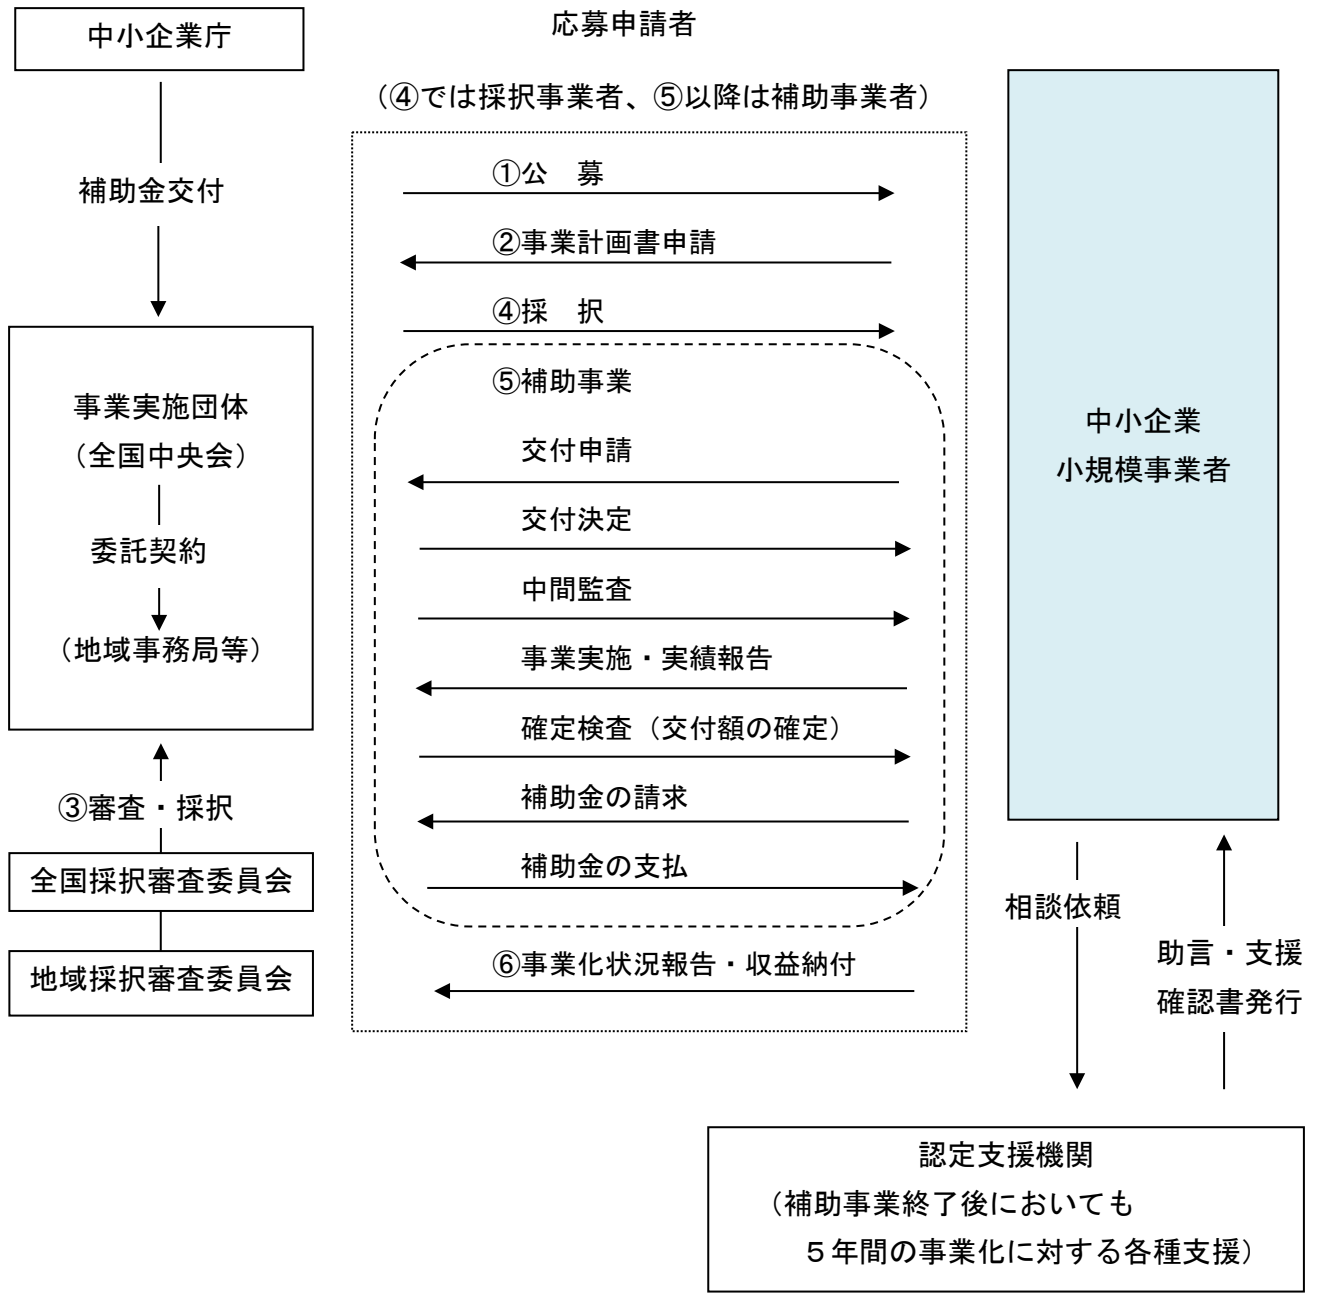 中小企業庁
補助金交付
事業実施団体
（全国中央会）
委託契約
（地域事務局等）
③審査・採択
全国採択審査委員会
地域採択審査委員会
応募申請者
（④では採択事業者、⑤以降は補助事業者）
①公　募
②事業計画書申請
④採　択
⑤補助事業
交付申請
交付決定
中間監査
事業実施・実績報告
確定検査（交付額の確定）
補助金の請求
補助金の支払
⑥事業化状況報告・収益納付
中小企業
小規模事業者
相談依頼
助言・支援
確認書発行
認定支援機関
（補助事業終了後においても
５年間の事業化に対する各種支援）